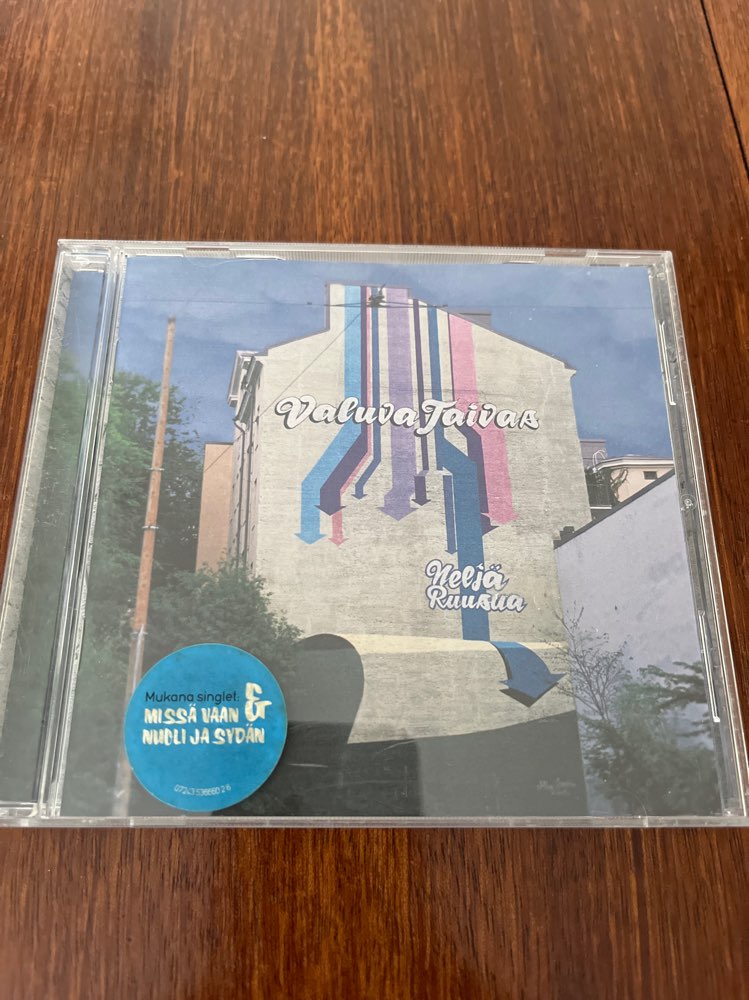 Valuva Taivas
Neljä
Ruusua
Mukana singlet:
MISSÄ VAAN &
NUOLI JA SYDÄN